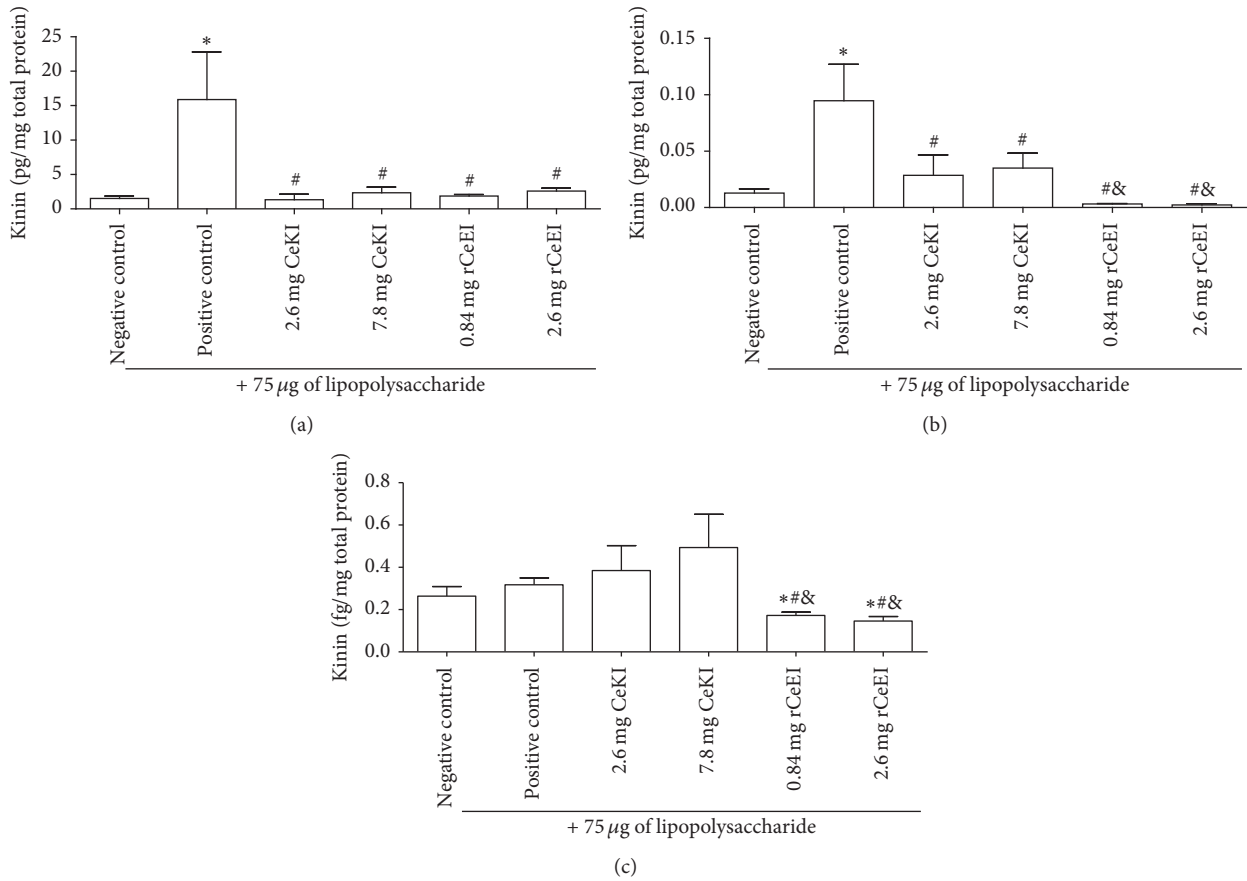 Kinin (pg/mg total protein)
25
20
15
10
5
0
*
#
#
#
#
Negative control
Positive control
2.6 mg CeKI
7.8 mg CeKI
0.84 mg rCeEI
2.6 mg rCeEI
+ 75 μg of lipopolysaccharide
(a)
Kinin (pg/mg total protein)
0.15
0.10
0.05
0.00
*
#
#
#&
#&
Negative control
Positive control
2.6 mg CeKI
7.8 mg CeKI
0.84 mg rCeEI
2.6 mg rCeEI
+ 75 μg of lipopolysaccharide
(b)
Kinin (fg/mg total protein)
0.8
0.6
0.4
0.2
0.0
*#&
*#&
Negative control
Positive control
2.6 mg CeKI
7.8 mg CeKI
0.84 mg rCeEI
2.6 mg rCeEI
+ 75 μg of lipopolysaccharide
(c)